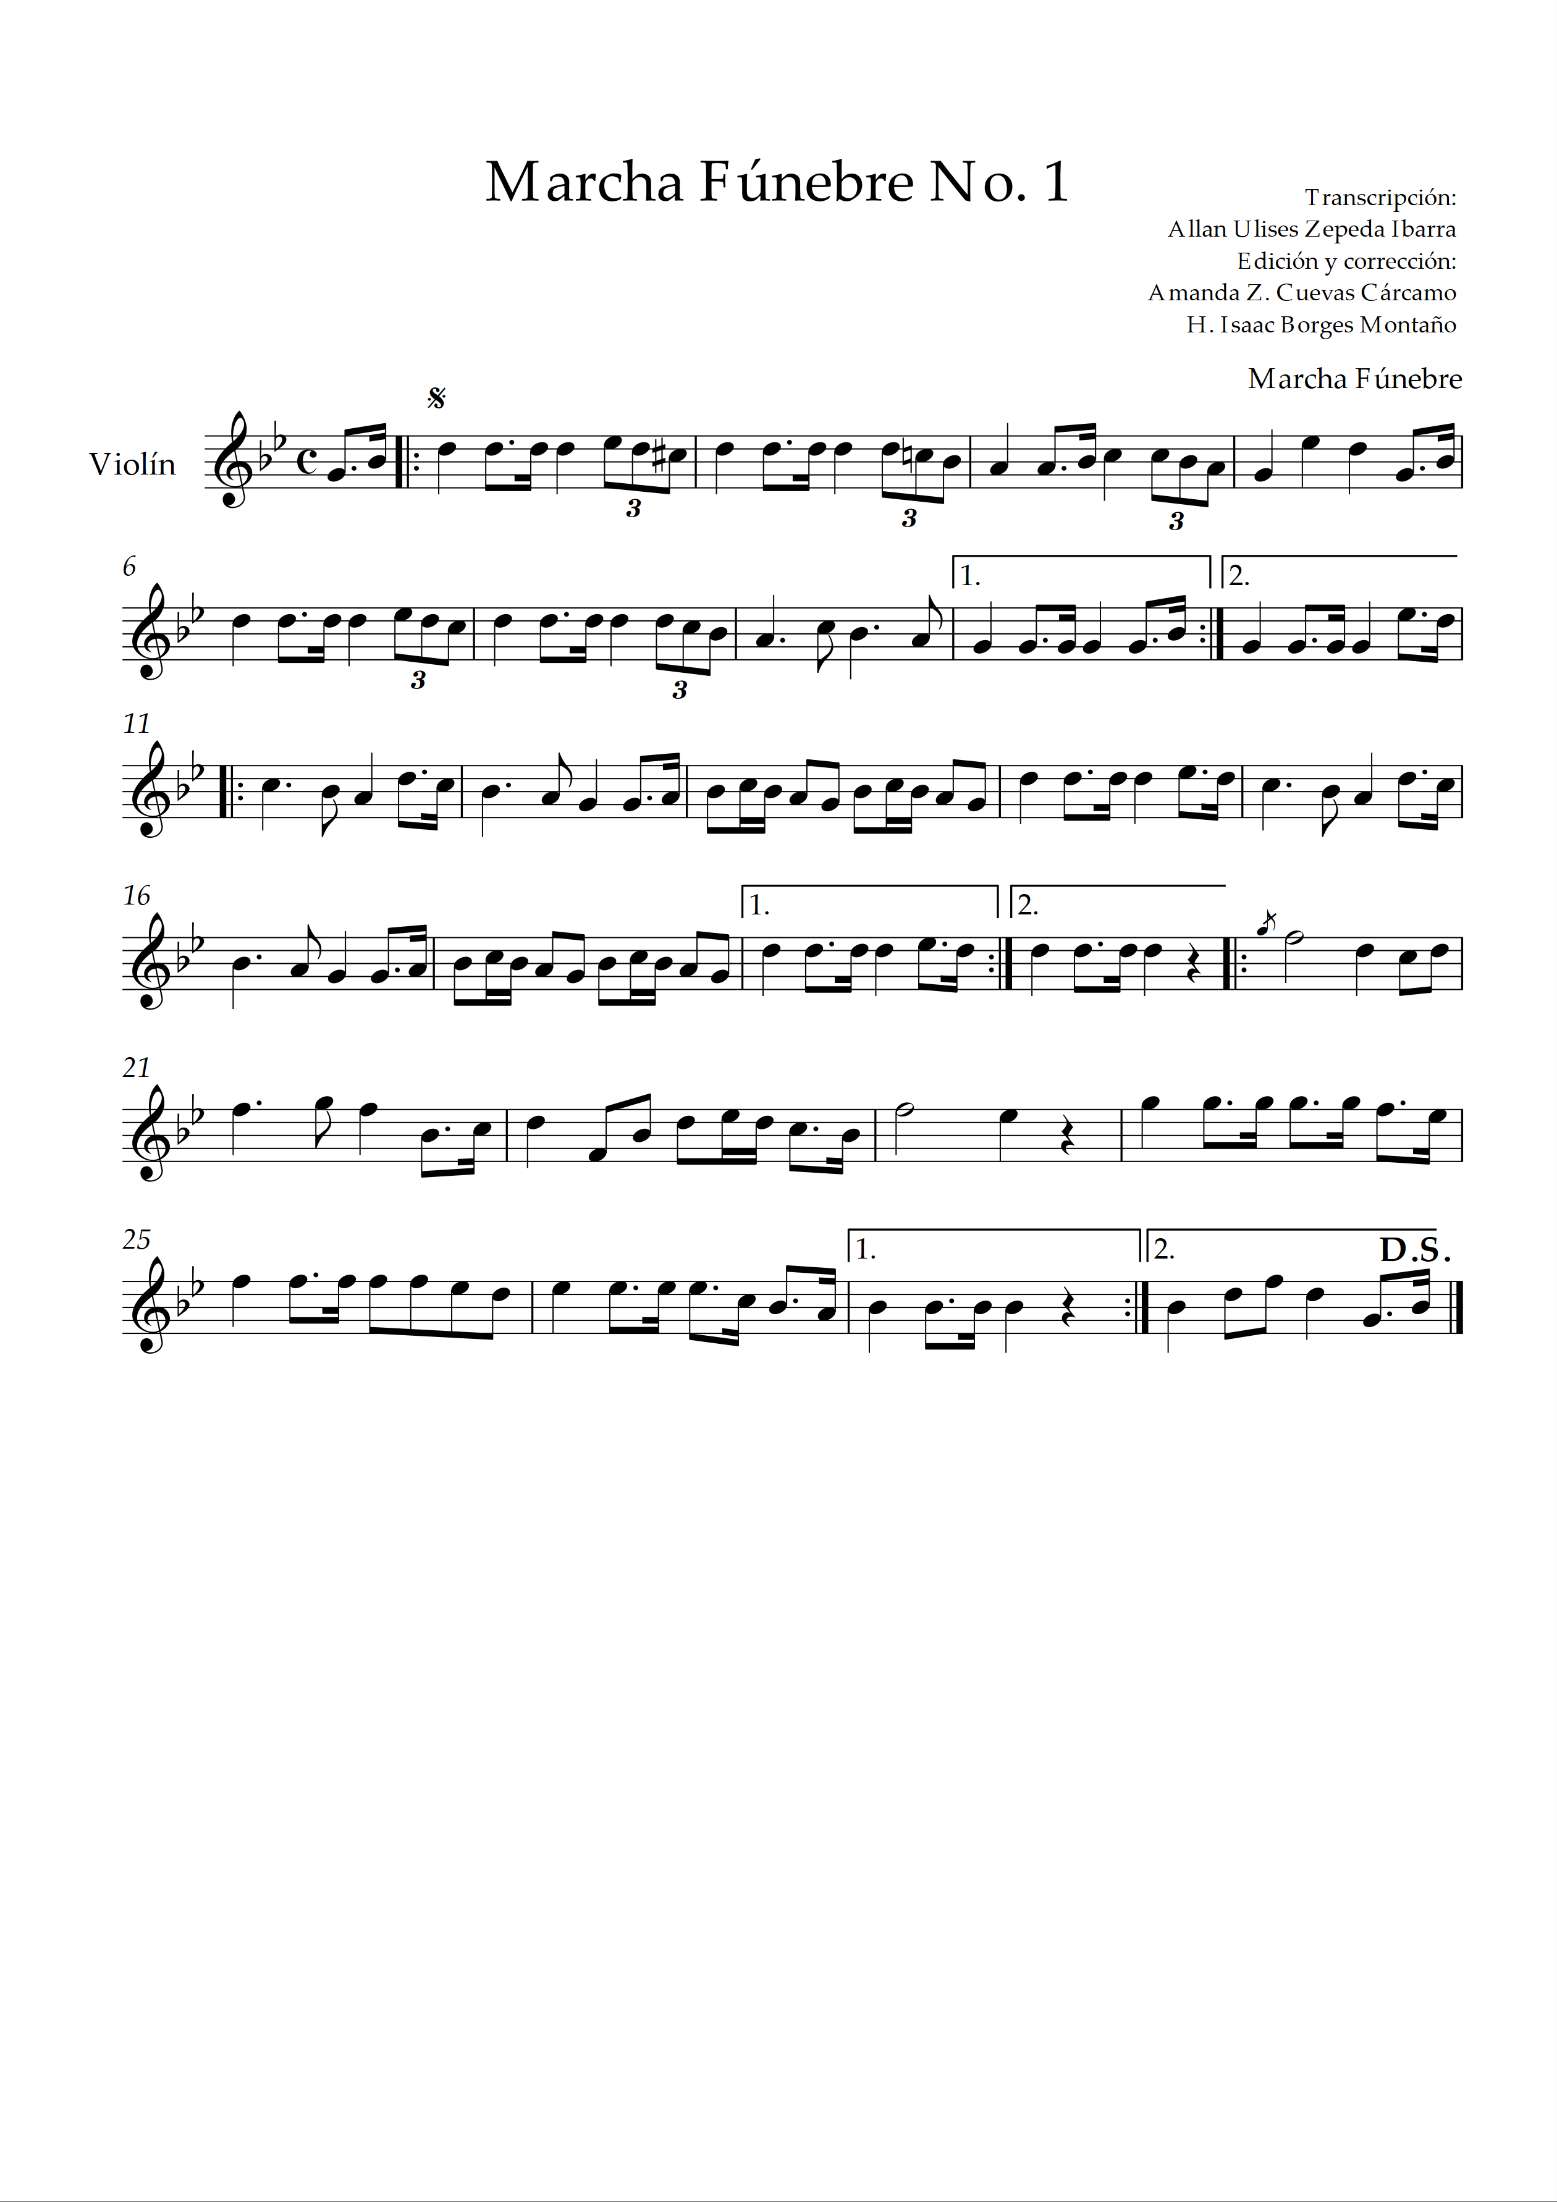 Marcha Fúnebre No. 1
Transcripción:
Allan Ulises Zepeda Ibarra
Edición y corrección:
Amanda Z. Cuevas Cárcamo
H. Isaac Borges Montaño
Marcha Fúnebre
Violín
3 3 3
6
1. 2.
3 3
11
16
1. 2.
21
25
1. 2. D.S.